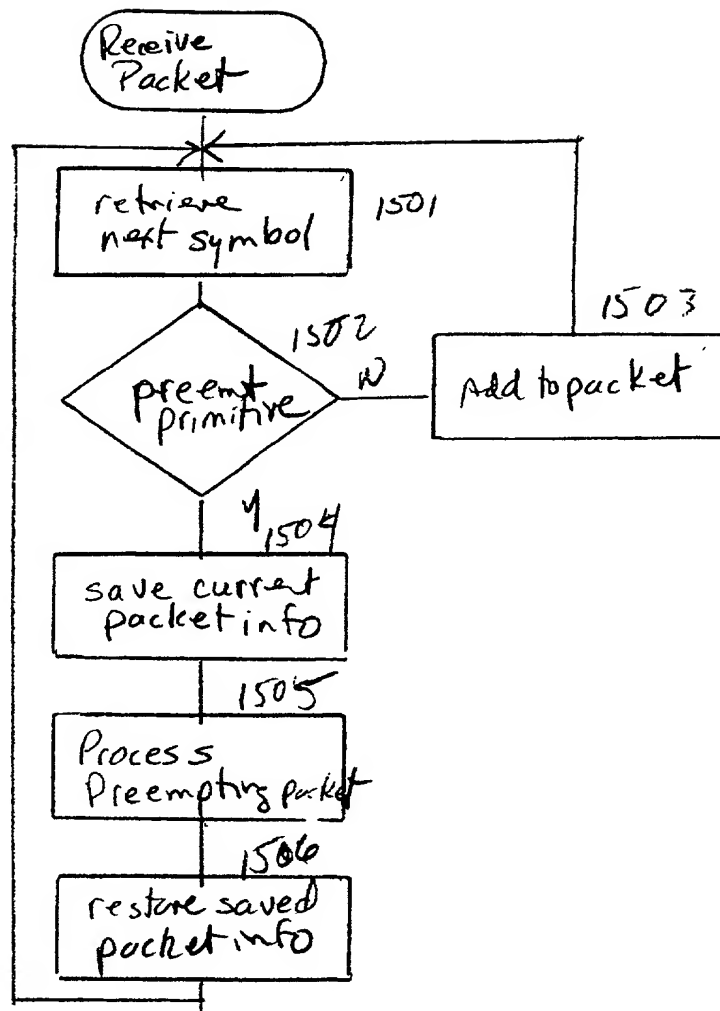 Receive
Packet
retrieve
next symbol
1501
1502
preemt
primitive
N
1503
Add to packet
Y
1504
save current
packet info
1505
Process
Preempting packet
1506
restore saved
packet info